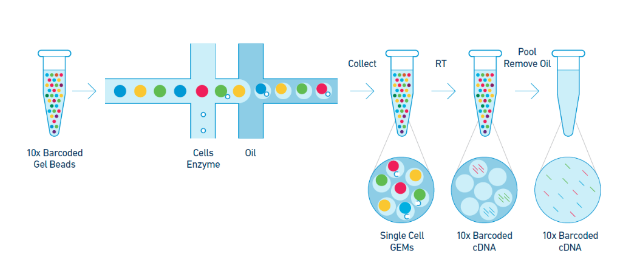 Collect
RT
Pool
Remove Oil
10x Barcoded
Gel Beads
Cells
Enzyme
Oil
Single Cell
GEMs
10x Barcoded
cDNA
10x Barcoded
cDNA